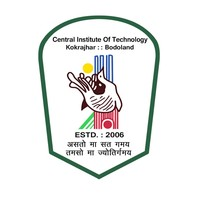 Central Institute Of Technology
Kokrajhar : : Bodoland
ESTD. : 2006
असतो मा सत गमय
तमसो मा ज्योतिर्गमय